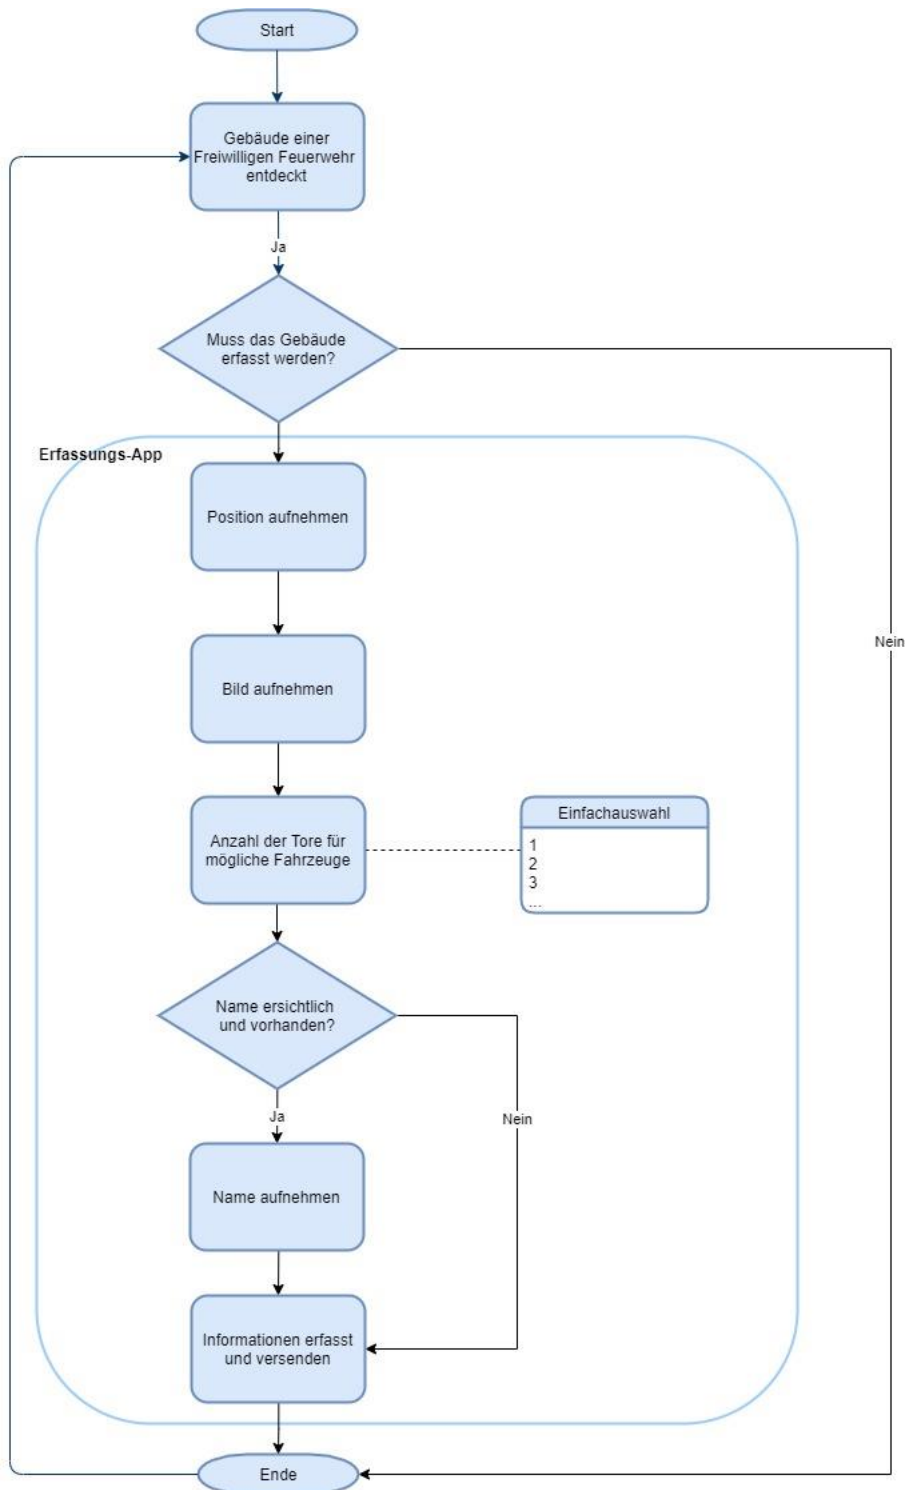 Start
Gebäude einer
Freiwilligen Feuerwehr
entdeckt
Ja
Muss das Gebäude
erfasst werden?
Erfassungs-App
Position aufnehmen
Nein
Bild aufnehmen
Anzahl der Tore für
mögliche Fahrzeuge
Einfachauswahl
1
2
3
...
Name ersichtlich
und vorhanden?
Ja
Nein
Name aufnehmen
Informationen erfasst
und versenden
Ende